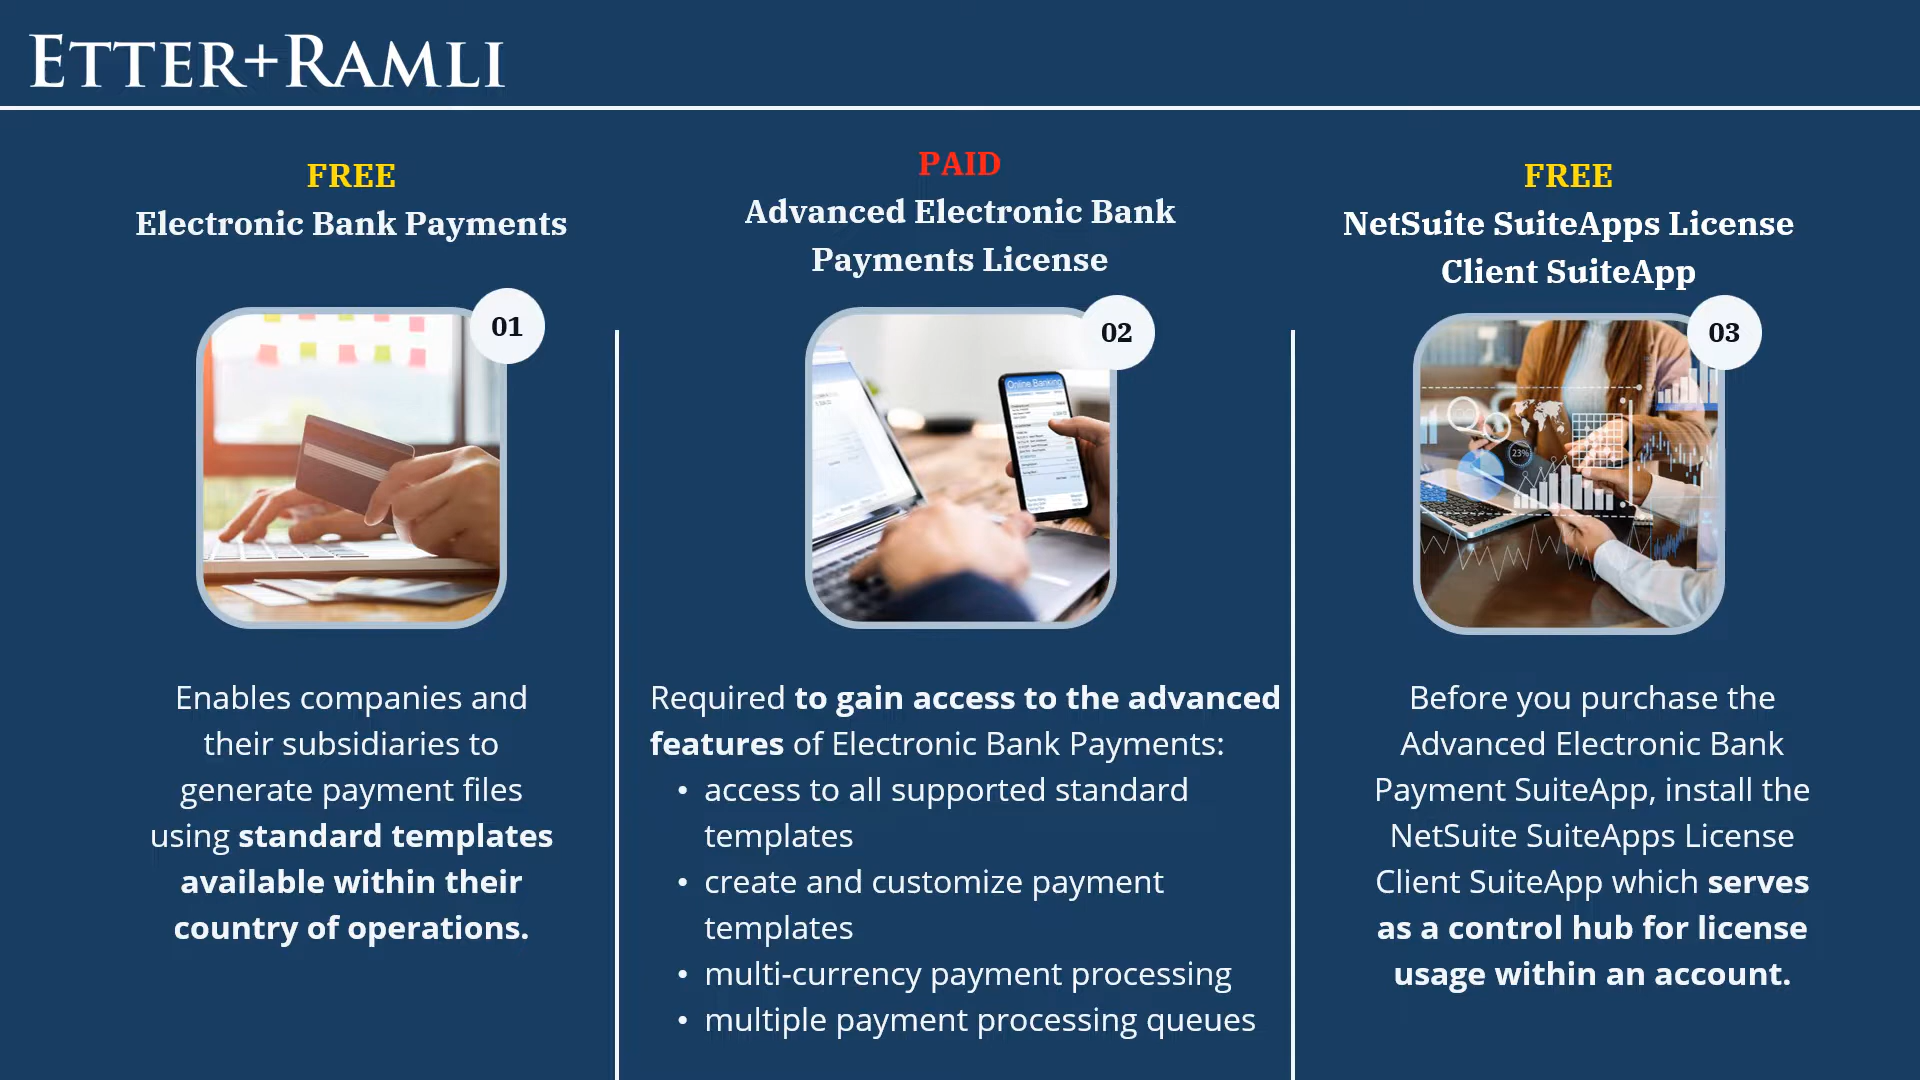 ETTER+RAMLI
FREE
Electronic Bank Payments
01
Enables companies and
their subsidiaries to
generate payment files
using standard templates
available within their
country of operations.
PAID
Advanced Electronic Bank
Payments License
02
Online Banking
Required to gain access to the advanced
features of Electronic Bank Payments:
• access to all supported standard
templates
• create and customize payment
templates
• multi-currency payment processing
• multiple payment processing queues
FREE
NetSuite SuiteApps License
Client SuiteApp
03
23%
Before you purchase the
Advanced Electronic Bank
Payment SuiteApp, install the
NetSuite SuiteApps License
Client SuiteApp which serves
as a control hub for license
usage within an account.